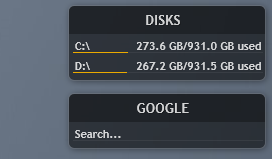 DISKS
C:\ 273.6 GB/931.0 GB used
D:\ 267.2 GB/931.5 GB used
GOOGLE
Search...